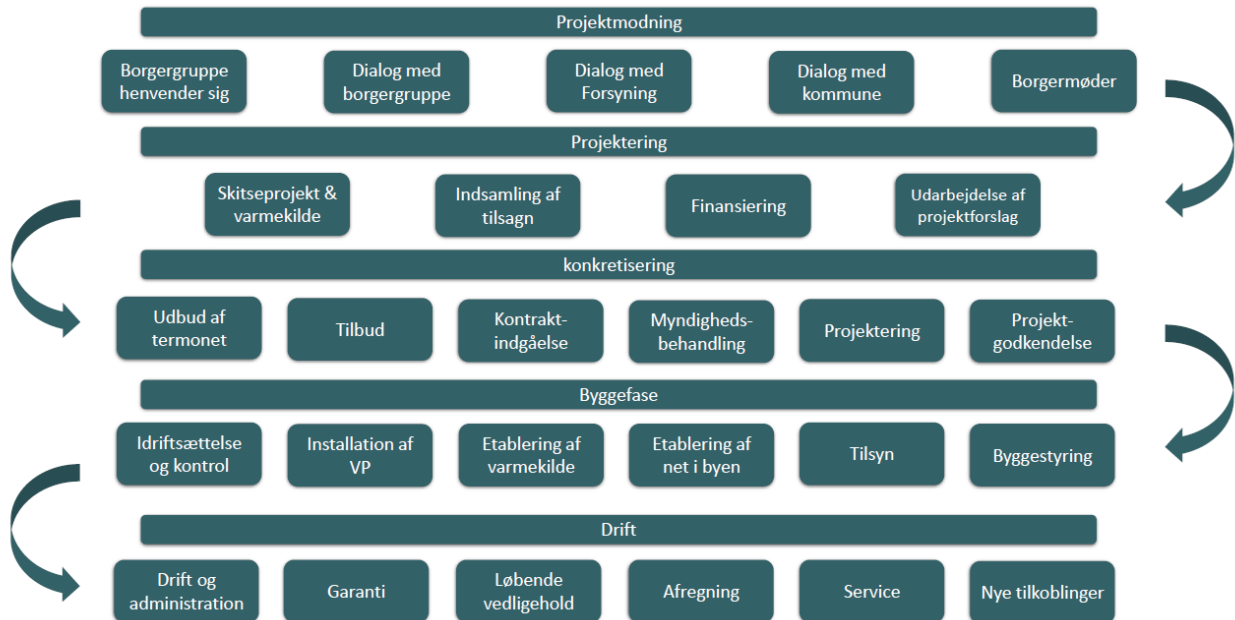 Projektmodning
Borgergruppe
henvender sig
Dialog med
borgergruppe
Dialog med
Forsyning
Dialog med
kommune
Borgermøder
Projektering
Skitseprojekt &
varmekilde
Indsamling af
tilsagn
Finansiering
Udarbejdelse af
projektforslag
konkretisering
Udbud af
termonet
Tilbud
Kontrakt-
indgåelse
Myndigheds-
behandling
Projektering
Projekt-
godkendelse
Byggefase
Idriftsættelse
og kontrol
Installation af
VP
Etablering af
varmekilde
Etablering af
net i byen
Tilsyn
Byggestyring
Drift
Drift og
administration
Garanti
Løbende
vedligehold
Afregning
Service
Nye tilkoblinger